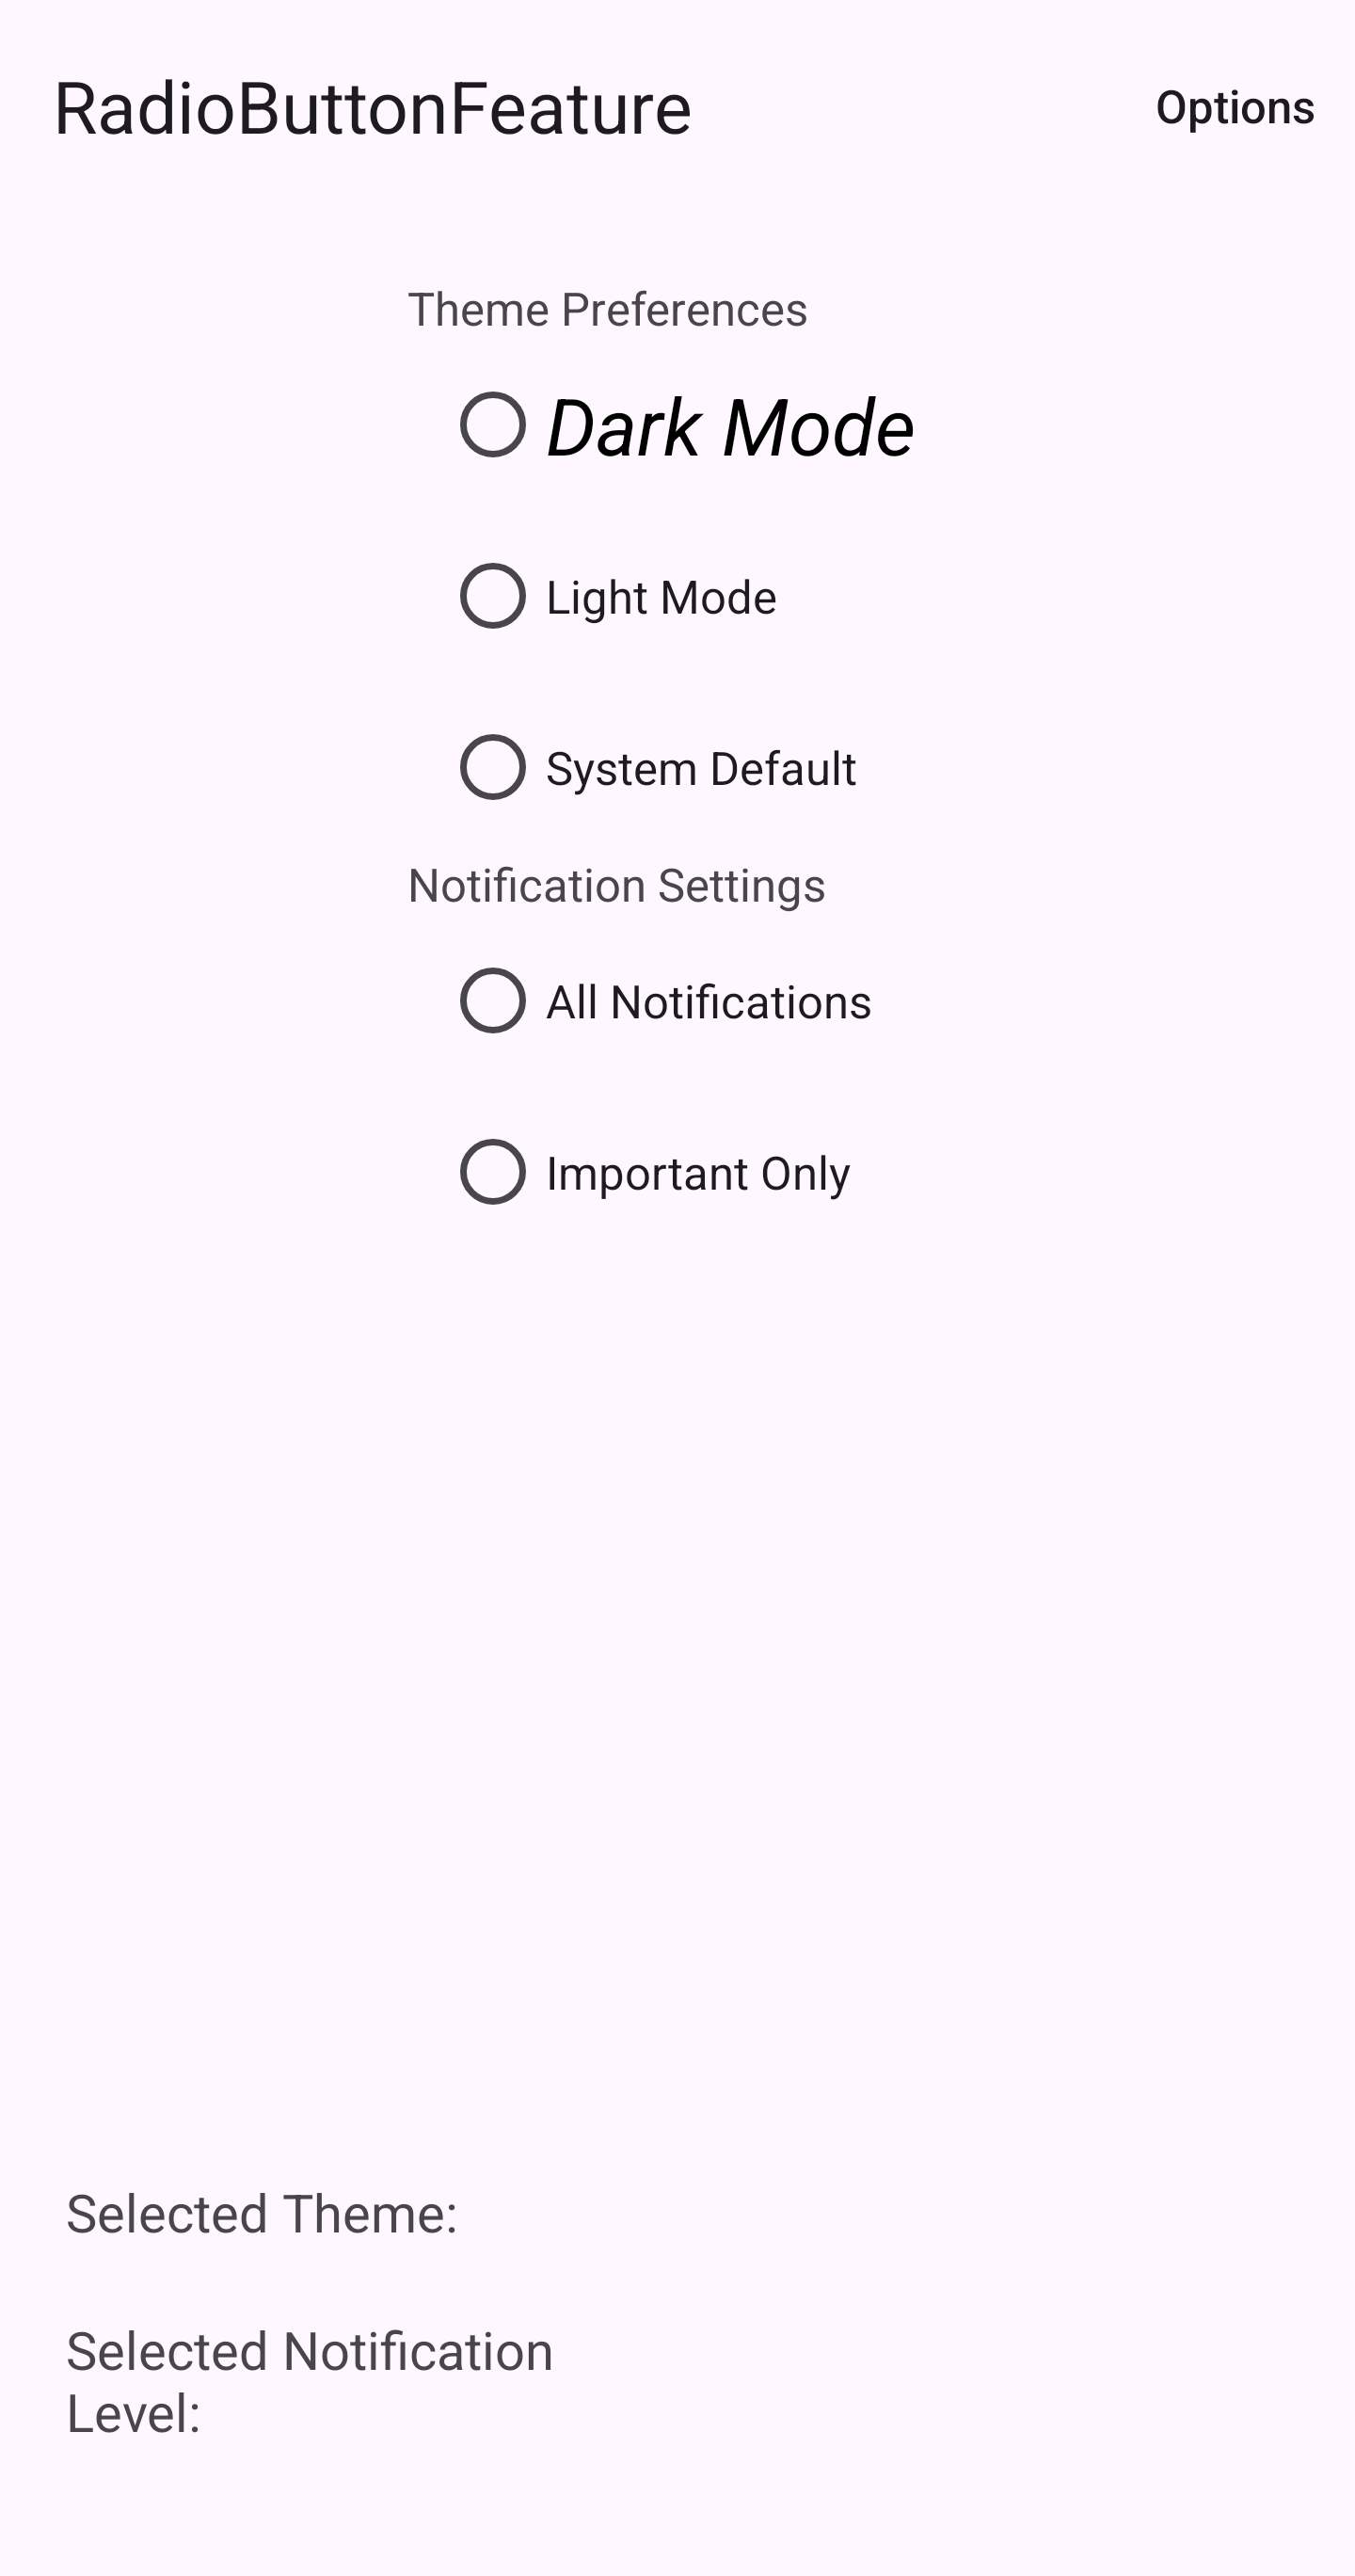 RadioButtonFeature
Options
Theme Preferences
Dark Mode
Light Mode
System Default
Notification Settings
All Notifications
Important Only
Selected Theme:
Selected Notification
Level: